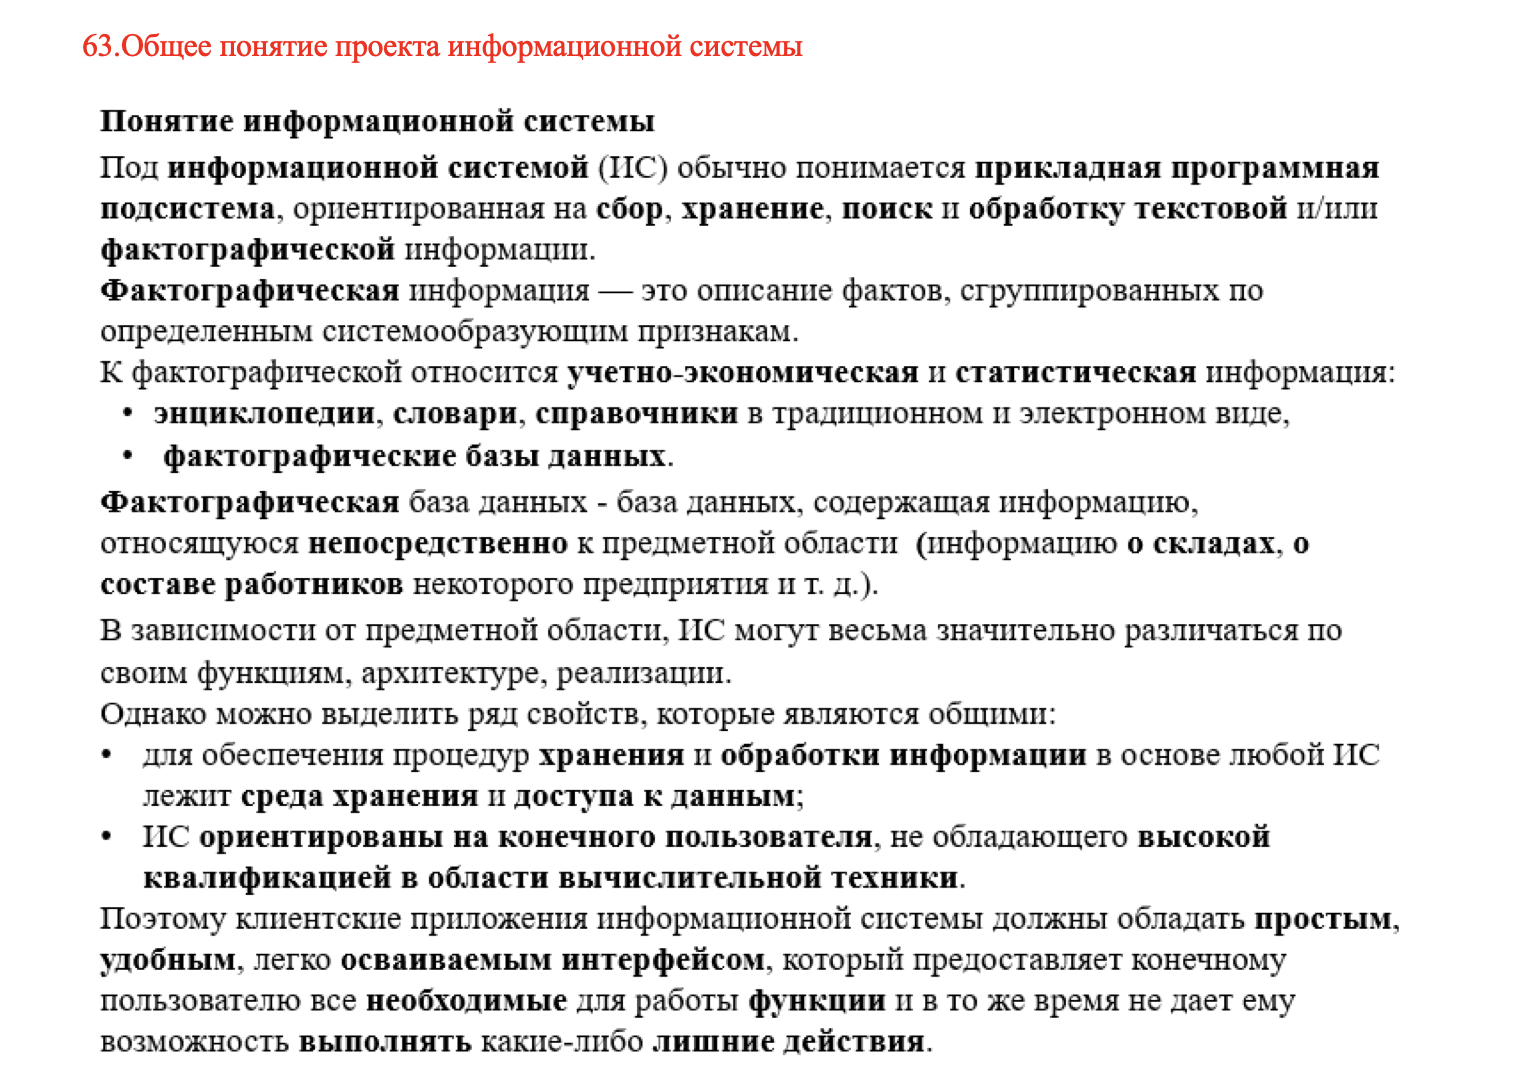 63.Общее понятие проекта информационной системы
Понятие информационной системы
Под информационной системой (ИС) обычно понимается прикладная программная
подсистема, ориентированная на сбор, хранение, поиск и обработку текстовой и/или
фактографической информации.
Фактографическая информация — это описание фактов, сгруппированных по
определенным системообразующим признакам.
К фактографической относится учетно-экономическая и статистическая информация:
• энциклопедии, словари, справочники в традиционном и электронном виде,
• фактографические базы данных.
Фактографическая база данных - база данных, содержащая информацию,
относящуюся непосредственно к предметной области (информацию о складах, о
составе работников некоторого предприятия и т. д.).
В зависимости от предметной области, ИС могут весьма значительно различаться по
своим функциям, архитектуре, реализации.
Однако можно выделить ряд свойств, которые являются общими:
• для обеспечения процедур хранения и обработки информации в основе любой ИС
лежит среда хранения и доступа к данным;
• ИС ориентированы на конечного пользователя, не обладающего высокой
квалификацией в области вычислительной техники.
Поэтому клиентские приложения информационной системы должны обладать простым,
удобным, легко осваиваемым интерфейсом, который предоставляет конечному
пользователю все необходимые для работы функции и в то же время не дает ему
возможность выполнять какие-либо лишние действия.